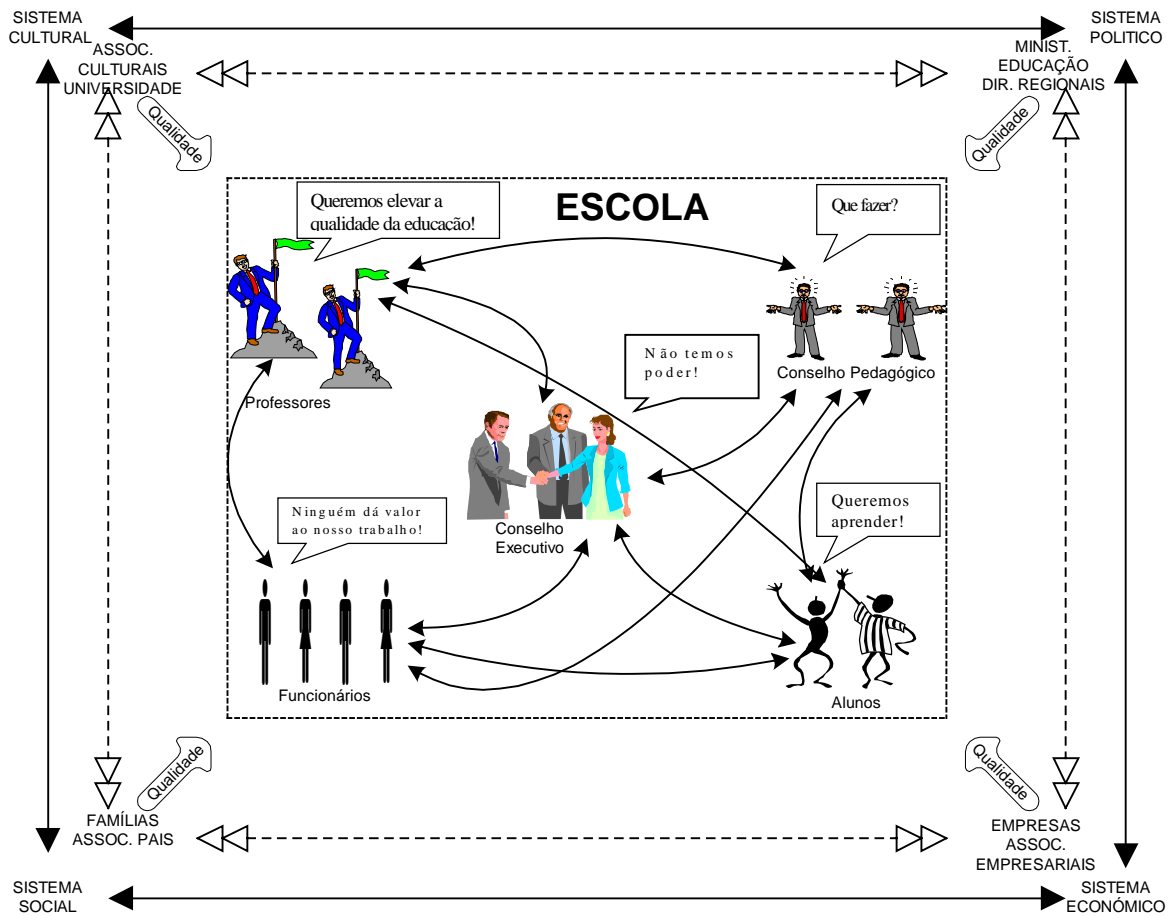 SISTEMA
CULTURAL
SISTEMA
POLITICO
ASSOC.
CULTURAIS
UNIVERSIDADE
MINIST.
EDUCAÇÃO
DIR. REGIONAIS
Qualidade
Qualidade
ESCOLA
Queremos elevar a
qualidade da educação!
Que fazer?
Não temos
poder!
Conselho Pedagógico
Professores
Queremos
aprender!
Ninguém dá valor
ao nosso trabalho!
Conselho
Executivo
Funcionários
Alunos
Qualidade
Qualidade
FAMÍLIAS
ASSOC. PAIS
EMPRESAS
ASSOC.
EMPRESARIAIS
SISTEMA
SOCIAL
SISTEMA
ECONÓMICO